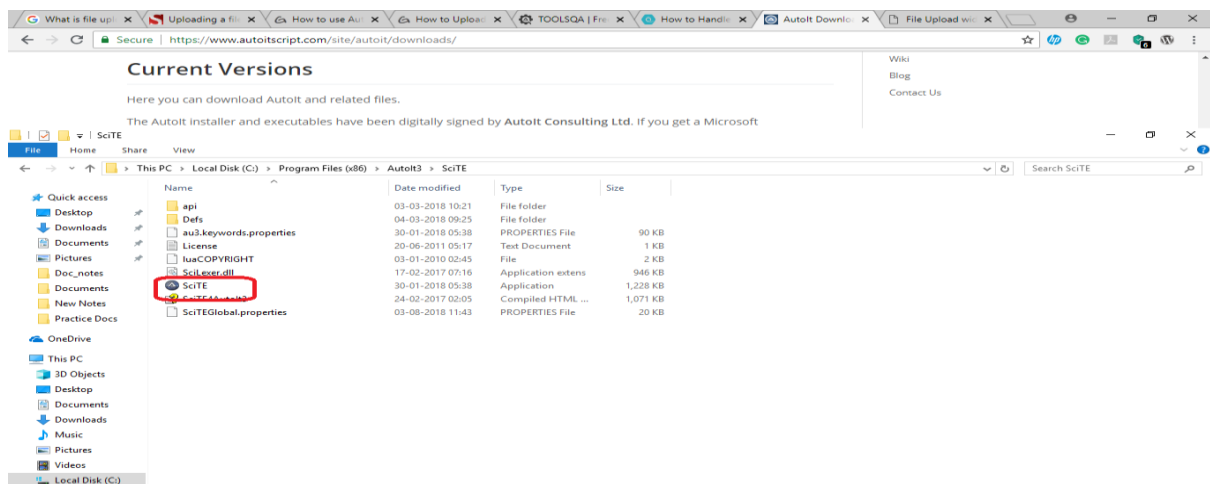 What is file upl
Uploading a fil
How to use Aut
How to Upload
TOOLSQA | Fre
How to Handle
AutoIt Downlo
File Upload wid
Secure | https://www.autoitscript.com/site/autoit/downloads/
Current Versions
Wiki
Blog
Contact Us
Here you can download AutoIt and related files.
The AutoIt installer and executables have been digitally signed by AutoIt Consulting Ltd. If you get a Microsoft
SciTE
File Home Share View
This PC > Local Disk (C:) > Program Files (x86) > AutoIt3 > SciTE
Search SciTE
Name Date modified Type Size
api 03-03-2018 10:21 File folder
Defs 04-03-2018 09:25 File folder
au3.keywords.properties 30-01-2018 05:38 PROPERTIES File 90 KB
License 20-06-2011 05:17 Text Document 1 KB
luaCOPYRIGHT 03-01-2010 02:45 File 2 KB
SciLexer.dll 17-02-2017 07:16 Application extens 946 KB
SciTE 30-01-2018 05:38 Application 1,228 KB
SciTE4AutoIt3 24-02-2017 02:05 Compiled HTML ... 1,071 KB
SciTEGlobal.properties 03-08-2018 11:43 PROPERTIES File 20 KB
Quick access
Desktop
Downloads
Documents
Pictures
Doc_notes
Documents
New Notes
Practice Docs
OneDrive
This PC
3D Objects
Desktop
Documents
Downloads
Music
Pictures
Videos
Local Disk (C:)